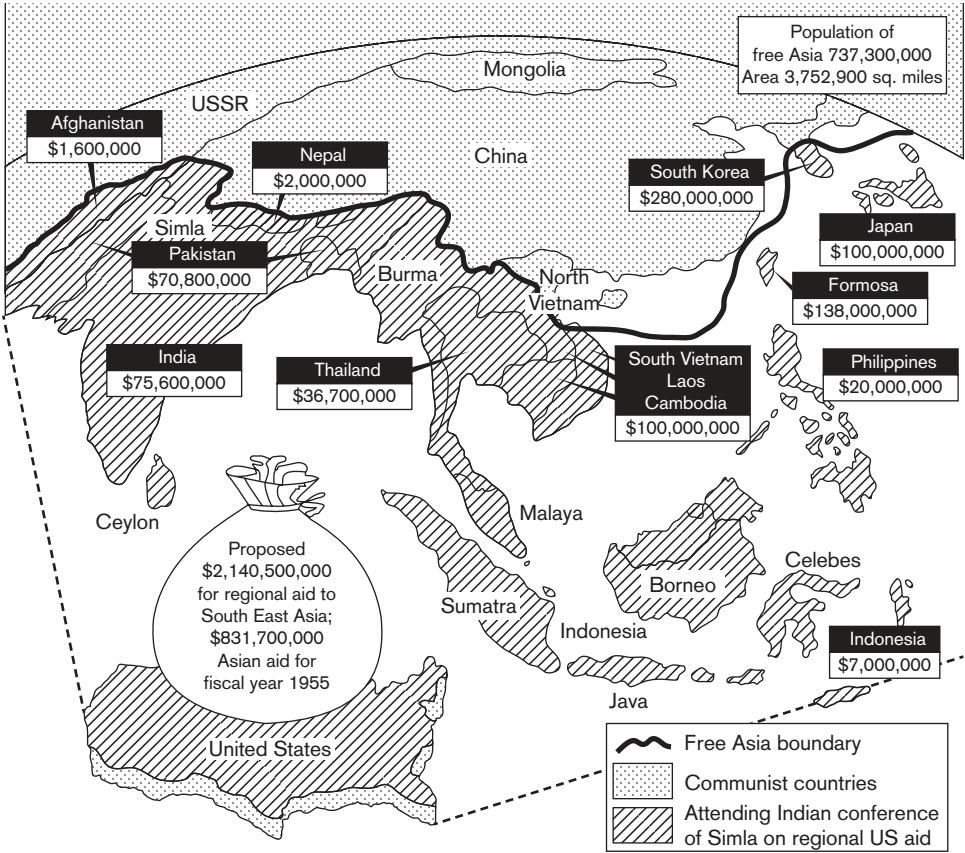 Population of
free Asia 737,300,000
Area 3,752,900 sq. miles
Mongolia
USSR
Afghanistan
$1,600,000
Nepal
$2,000,000
China
South Korea
$280,000,000
Simla
Japan
$100,000,000
Pakistan
$70,800,000
Burma
North
Vietnam
Formosa
$138,000,000
India
$75,600,000
Thailand
$36,700,000
South Vietnam
Laos
Cambodia
$100,000,000
Philippines
$20,000,000
Ceylon
Malaya
Proposed
$2,140,500,000
for regional aid to
South East Asia;
$831,700,000
Asian aid for
fiscal year 1955
Celebes
Borneo
Sumatra
Indonesia
Indonesia
$7,000,000
Java
United States
Free Asia boundary
Communist countries
Attending Indian conference
of Simla on regional US aid